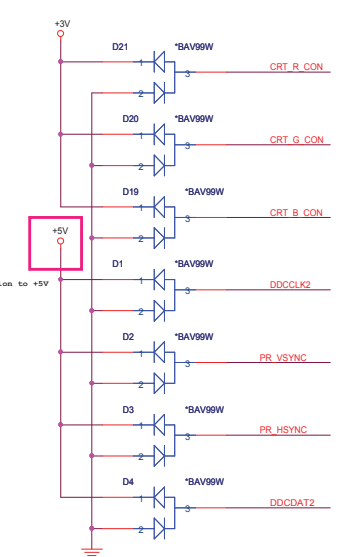 +3V
D21 *BAV99W
1
CRT_R_CON
3
2
D20 *BAV99W
1
CRT_G_CON
3
2
D19 *BAV99W
1
CRT_B_CON
3
2
+5V
D1 *BAV99W
ion to +5V
1
DDCCLK2
3
2
D2 *BAV99W
1
PR_VSYNC
3
2
D3 *BAV99W
1
PR_HSYNC
3
2
D4 *BAV99W
1
DDCDAT2
3
2